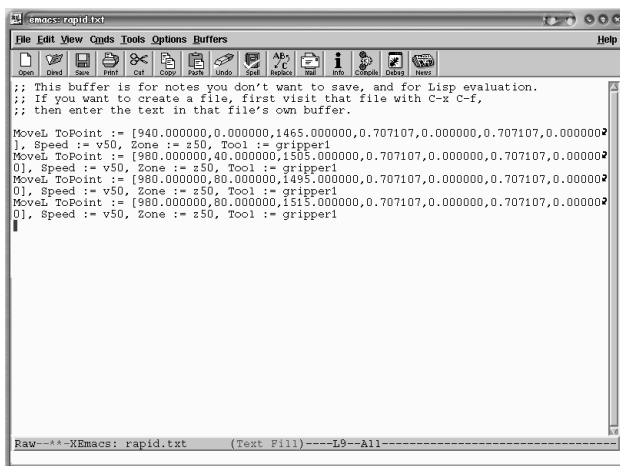 emacs: rapid.txt
File Edit View Cmds Tools Options Buffers Help
Open Dired Save Print Cut Copy Paste Undo Spell Replace Mail Info Compile Debug News
;; This buffer is for notes you don't want to save, and for Lisp evaluation.
;; If you want to create a file, first visit that file with C-x C-f,
;; then enter the text in that file's own buffer.
MoveL ToPoint := [940.000000,0.000000,1465.000000,0.707107,0.000000,0.707107,0.000000
], Speed := v50, Zone := z50, Tool := gripper1
MoveL ToPoint := [980.000000,40.000000,1505.000000,0.707107,0.000000,0.707107,0.00000
0], Speed := v50, Zone := z50, Tool := gripper1
MoveL ToPoint := [980.000000,80.000000,1495.000000,0.707107,0.000000,0.707107,0.00000
0], Speed := v50, Zone := z50, Tool := gripper1
MoveL ToPoint := [980.000000,80.000000,1515.000000,0.707107,0.000000,0.707107,0.00000
0], Speed := v50, Zone := z50, Tool := gripper1
Raw--**-XEmacs: rapid.txt (Text Fill)----L9--All------------------------------------